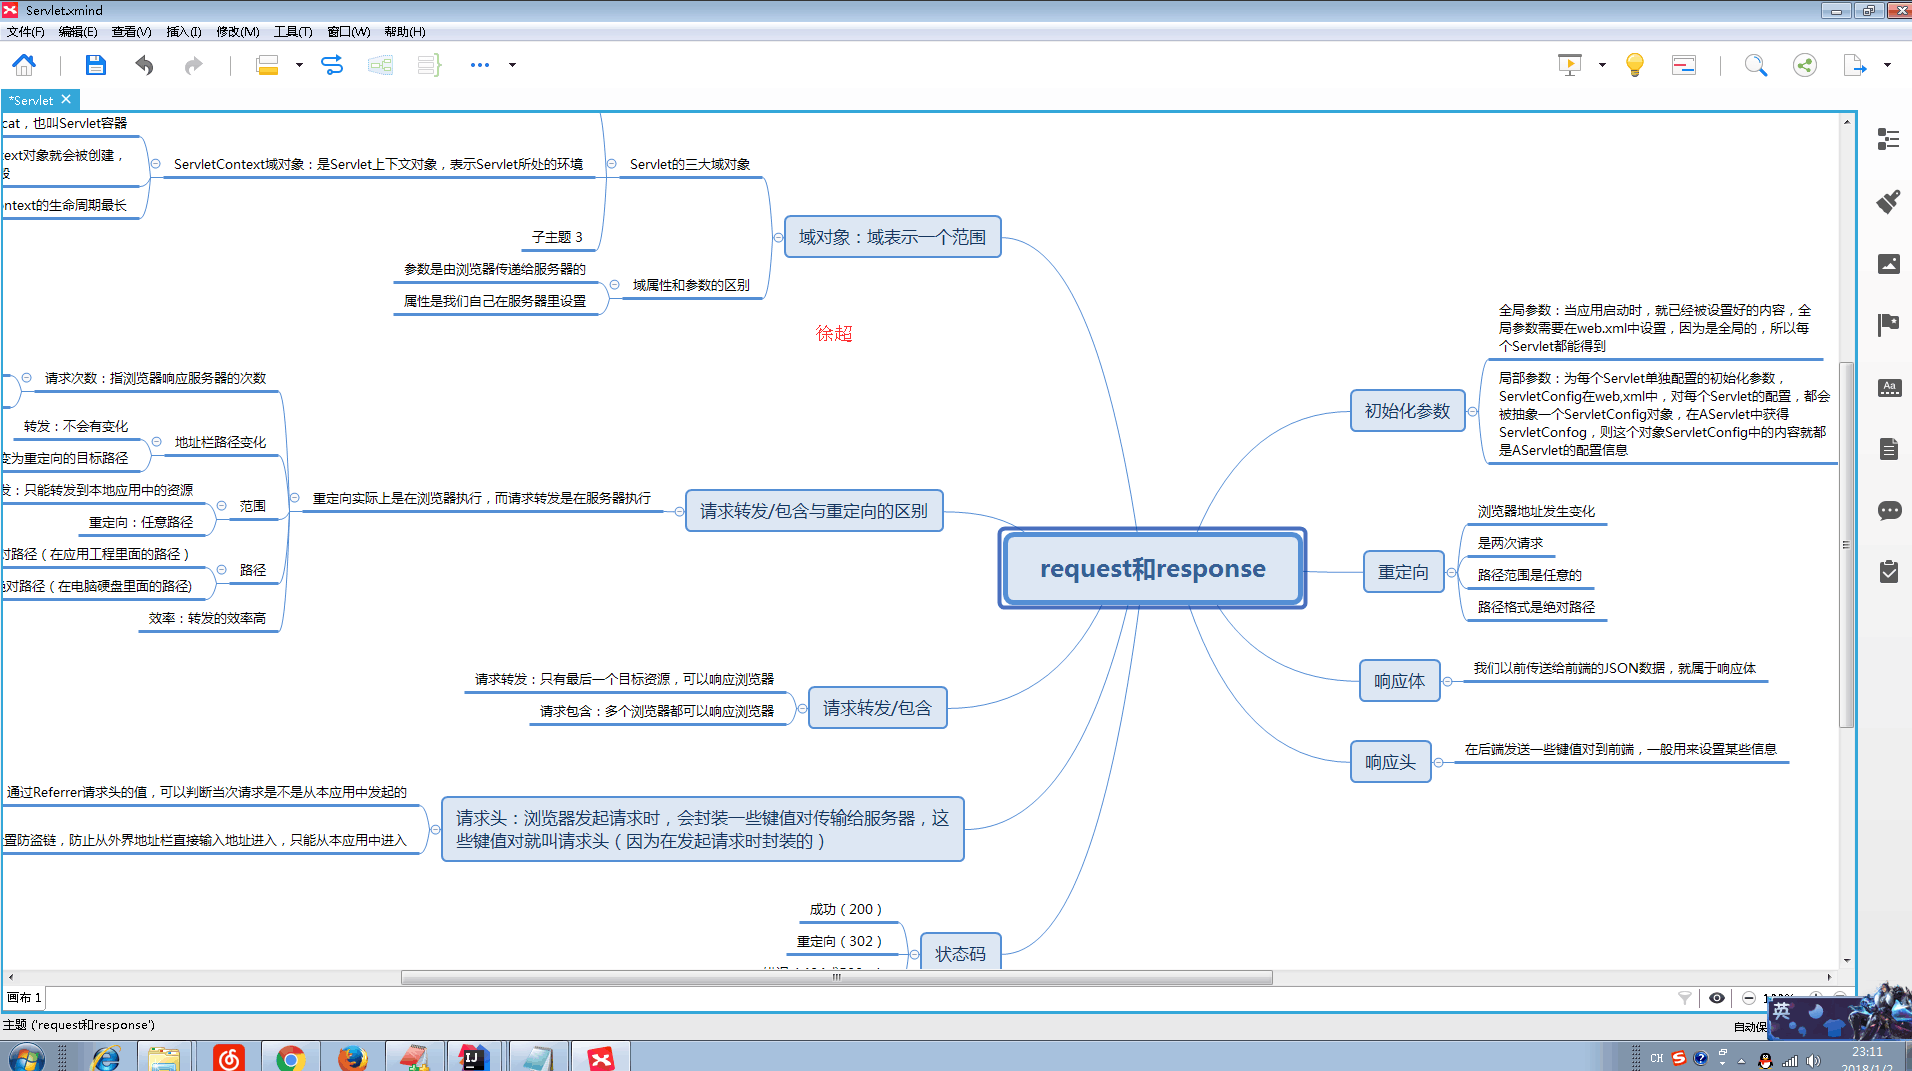 Servlet.xmind
文件(F) 编辑(E) 查看(V) 插入(I) 修改(M) 工具(T) 窗口(W) 帮助(H)
*Servlet
cat，也叫Servlet容器
text对象就会被创建，
ntext的生命周期最长
ServletContext域对象：是Servlet上下文对象，表示Servlet所处的环境
Servlet的三大域对象
子主题 3
域对象：域表示一个范围
参数是由浏览器传递给服务器的
属性是我们自己在服务器里设置
域属性和参数的区别
徐超
请求次数：指浏览器响应服务器的次数
转发：不会有变化
变为重定向的目标路径
地址栏路径变化
发：只能转发到本地应用中的资源
重定向：任意路径
范围
对路径（在应用工程里面的路径）
绝对路径（在电脑硬盘里面的路径)
路径
效率：转发的效率高
重定向实际上是在浏览器执行，而请求转发是在服务器执行
请求转发/包含与重定向的区别
request和response
请求转发：只有最后一个目标资源，可以响应浏览器
请求包含：多个浏览器都可以响应浏览器
请求转发/包含
通过Referrer请求头的值，可以判断当次请求是不是从本应用中发起的
置防盗链，防止从外界地址栏直接输入地址进入，只能从本应用中进入
请求头：浏览器发起请求时，会封装一些键值对传输给服务器，这
些键值对就叫请求头（因为在发起请求时封装的）
成功（200）
重定向（302）
状态码
初始化参数
全局参数：当应用启动时，就已经被设置好的内容，全
局参数需要在web.xml中设置，因为是全局的，所以每
个Servlet都能得到
局部参数：为每个Servlet单独配置的初始化参数，
ServletConfig在web,xml中，对每个Servlet的配置，都会
被抽象一个ServletConfig对象，在AServlet中获得
ServletConfog，则这个对象ServletConfig中的内容就都
是AServlet的配置信息
重定向
浏览器地址发生变化
是两次请求
路径范围是任意的
路径格式是绝对路径
响应体
我们以前传送给前端的JSON数据，就属于响应体
响应头
在后端发送一些键值对到前端，一般用来设置某些信息
Aa
画布 1
英
主题 ('request和response')
自动保
CH
23:11
2018/1/2